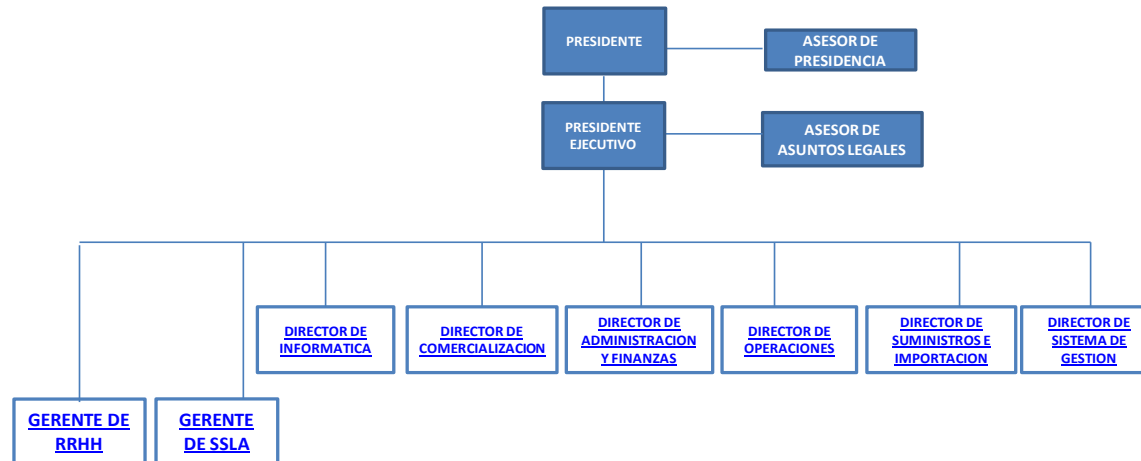 PRESIDENTE
ASESOR DE
PRESIDENCIA
PRESIDENTE
EJECUTIVO
ASESOR DE
ASUNTOS LEGALES
DIRECTOR DE
INFORMATICA
DIRECTOR DE
COMERCIALIZACION
DIRECTOR DE
ADMINISTRACION
Y FINANZAS
DIRECTOR DE
OPERACIONES
DIRECTOR DE
SUMINISTROS E
IMPORTACION
DIRECTOR DE
SISTEMA DE
GESTION
GERENTE DE
RRHH
GERENTE
DE SSLA